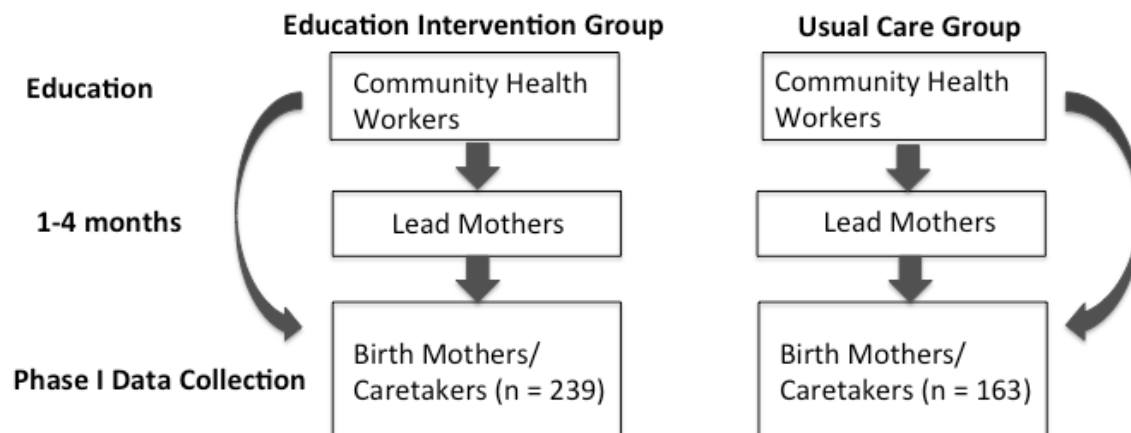 Education Intervention Group
Usual Care Group
Education
Community Health
Workers
Community Health
Workers
1-4 months
Lead Mothers
Lead Mothers
Phase I Data Collection
Birth Mothers/
Caretakers (n = 239)
Birth Mothers/
Caretakers (n = 163)